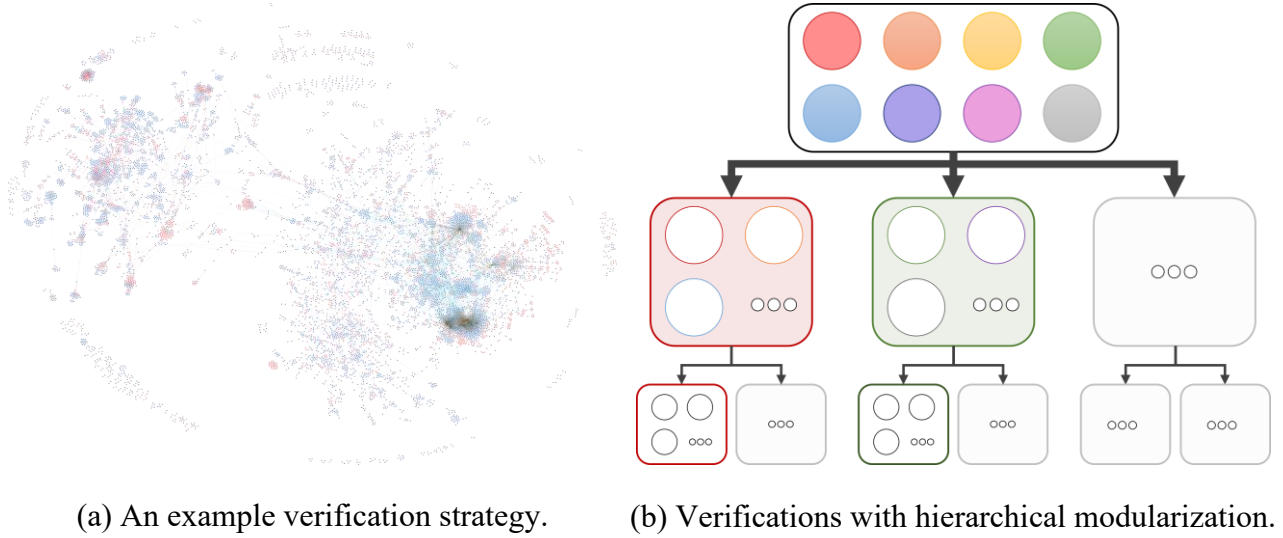 (a) An example verification strategy.
(b) Verifications with hierarchical modularization.